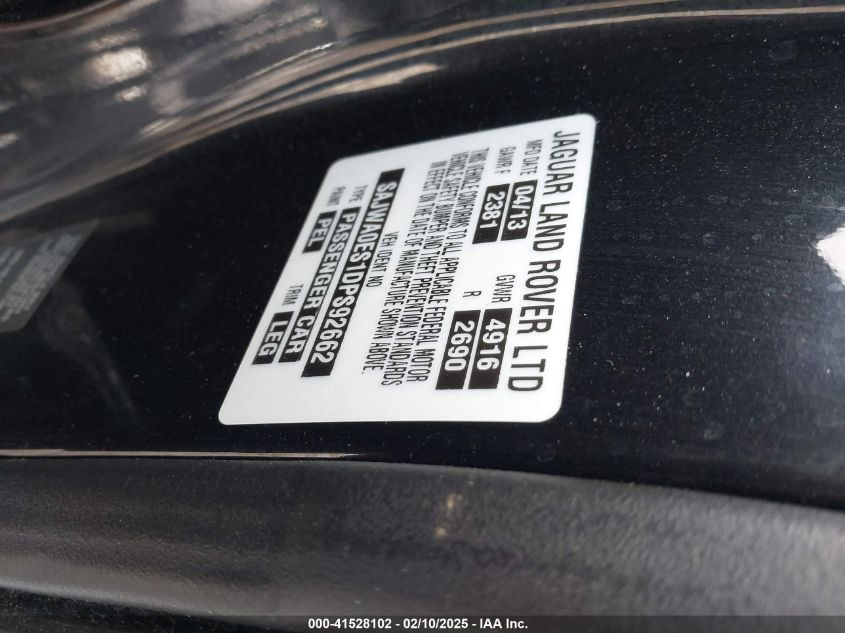 JAGUAR LAND ROVER LTD
MFD DATE 04/13 GVWR 4916
GAWR F 2381 R 2690
THIS VEHICLE CONFORMS TO ALL APPLICABLE FEDERAL MOTOR
VEHICLE SAFETY, BUMPER, AND THEFT PREVENTION STANDARDS
IN EFFECT ON THE DATE OF MANUFACTURE SHOWN ABOVE.
VEH IDENT NO
SAJWA0ES1DPS92662
TYPE PASSENGER CAR
PAINT PEL TRIM LEG
000-41528102 - 02/10/2025 - IAA Inc.